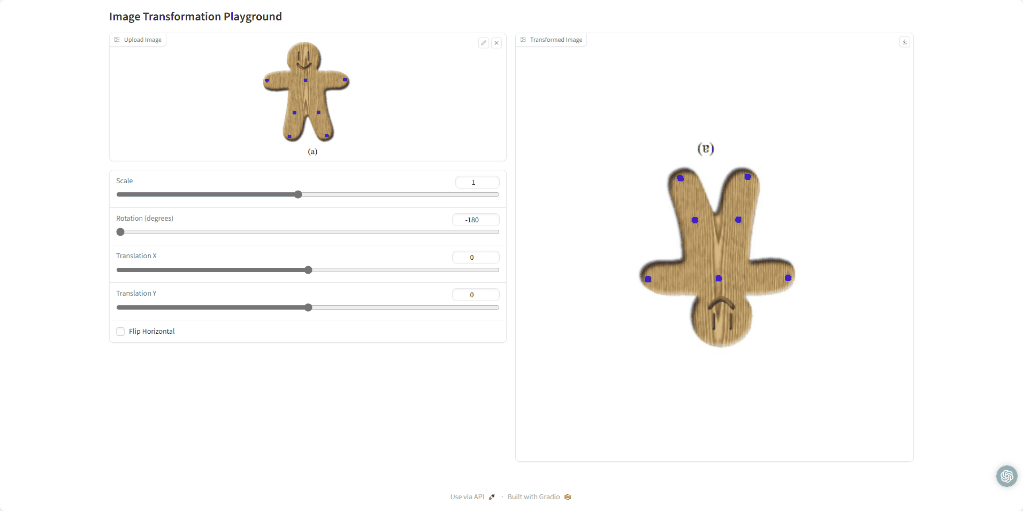 Image Transformation Playground
Upload Image
(a)
Scale
1
Rotation (degrees)
-180
Translation X
0
Translation Y
0
Flip Horizontal
Transformed Image
(a)
Use via API
·
Built with Gradio